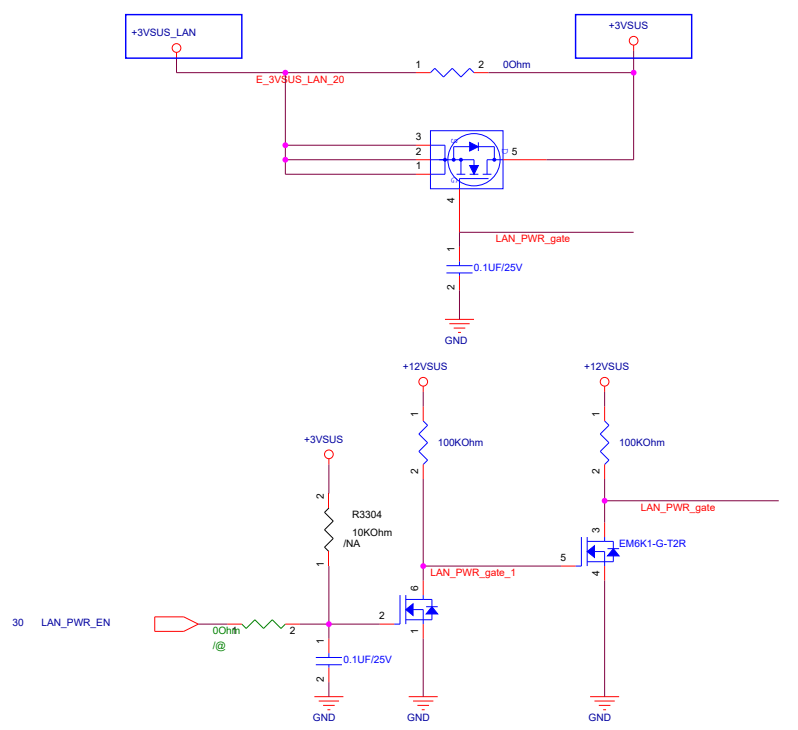 +3VSUS_LAN
+3VSUS
1
2
0Ohm
E_3VSUS_LAN_20
3
2
1
5
4
LAN_PWR_gate
1
0.1UF/25V
2
GND
+12VSUS
+12VSUS
1
100KOhm
2
1
100KOhm
2
+3VSUS
2
R3304
10KOhm
/NA
1
LAN_PWR_gate
3
EM6K1-G-T2R
5
4
LAN_PWR_gate_1
6
2
1
30 LAN_PWR_EN
0Ohm
1
2
/@
1
0.1UF/25V
2
GND
GND
GND